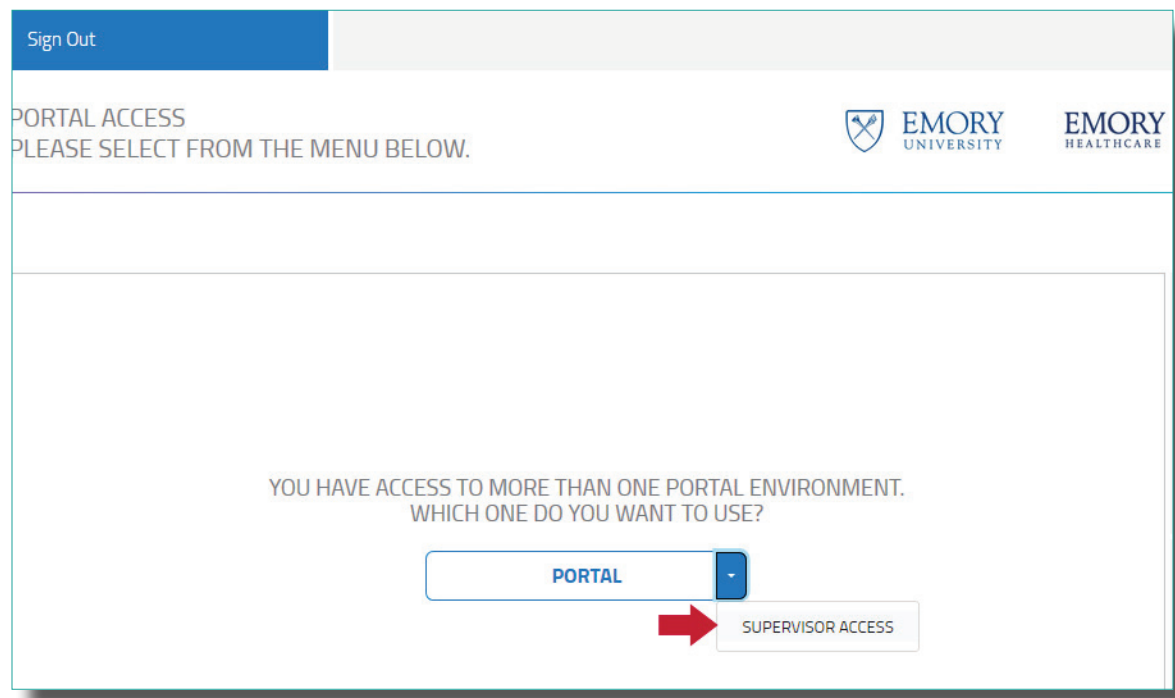 Sign Out
PORTAL ACCESS
PLEASE SELECT FROM THE MENU BELOW.
EMORY
UNIVERSITY
EMORY
HEALTHCARE
YOU HAVE ACCESS TO MORE THAN ONE PORTAL ENVIRONMENT.
WHICH ONE DO YOU WANT TO USE?
PORTAL
SUPERVISOR ACCESS